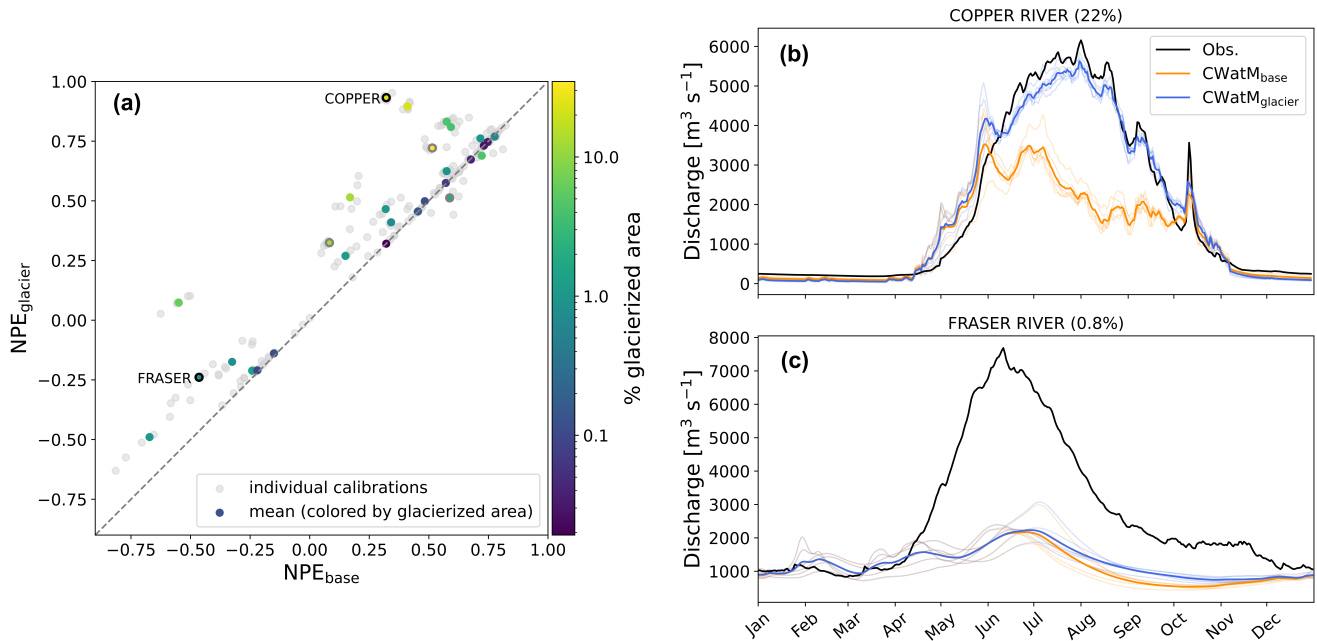 (a)
COPPER
FRASER
1.00
0.75
0.50
0.25
0.00
−0.25
−0.50
−0.75
NPE_glacier
−0.75
−0.50
−0.25
0.00
0.25
0.50
0.75
1.00
NPE_base
individual calibrations
mean (colored by glacierized area)
10.0
1.0
0.1
% glacierized area
COPPER RIVER (22%)
(b)
Obs.
CWatM_base
CWatM_glacier
6000
5000
4000
3000
2000
1000
0
Discharge [m³ s⁻¹]
FRASER RIVER (0.8%)
(c)
8000
7000
6000
5000
4000
3000
2000
1000
Discharge [m³ s⁻¹]
Jan
Feb
Mar
Apr
May
Jun
Jul
Aug
Sep
Oct
Nov
Dec